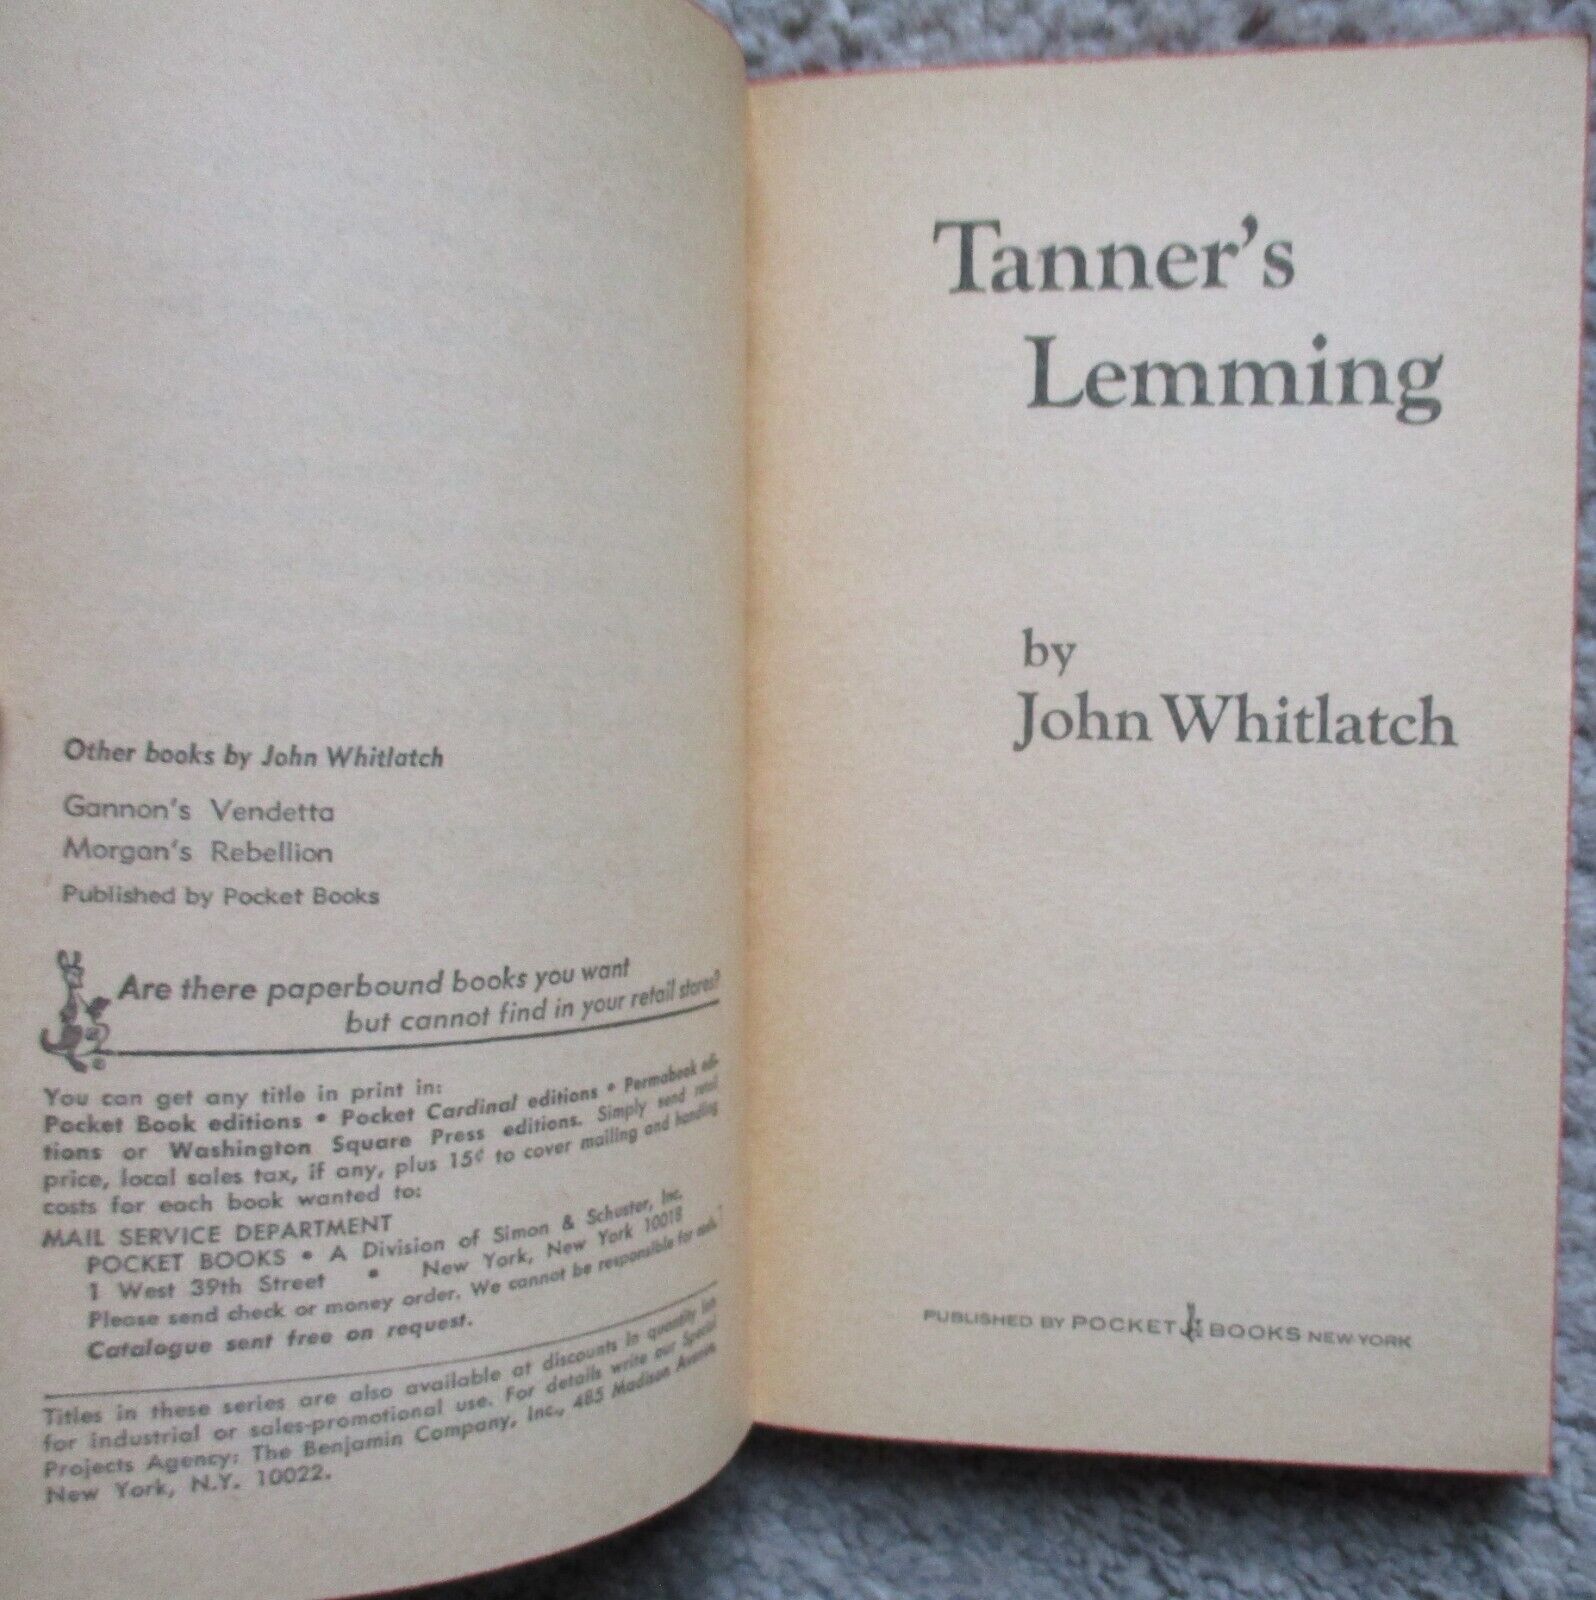 Other books by John Whitlatch
Gannon's Vendetta
Morgan's Rebellion
Published by Pocket Books
Are there paperbound books you want
but cannot find in your retail stores?
You can get any title in print in:
Pocket Book editions • Pocket Cardinal editions • Permabook edi-
tions or Washington Square Press editions. Simply send retail
price, local sales tax, if any, plus 15¢ to cover mailing and handling
costs for each book wanted to:
MAIL SERVICE DEPARTMENT
POCKET BOOKS • A Division of Simon & Schuster, Inc.
1 West 39th Street • New York, New York 10018
Please send check or money order. We cannot be responsible for cash.
Catalogue sent free on request.
Titles in these series are also available at discounts in quantity lots
for industrial or sales-promotional use. For details write our Special
Projects Agency: The Benjamin Company, Inc., 485 Madison Avenue,
New York, N.Y. 10022.
Tanner's
Lemming
by
John Whitlatch
PUBLISHED BY POCKET BOOKS NEW YORK